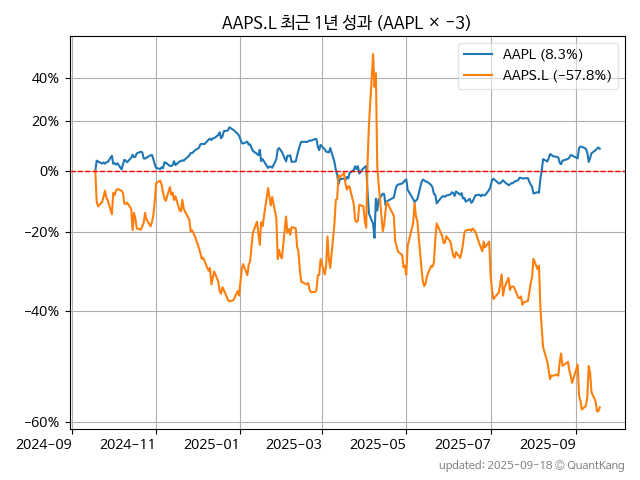 AAPS.L 최근 1년 성과 (AAPL × −3)
AAPL (8.3%)
AAPS.L (−57.8%)
40%
20%
0%
−20%
−40%
−60%
2024-09 2024-11 2025-01 2025-03 2025-05 2025-07 2025-09
updated: 2025-09-18 © QuantKang